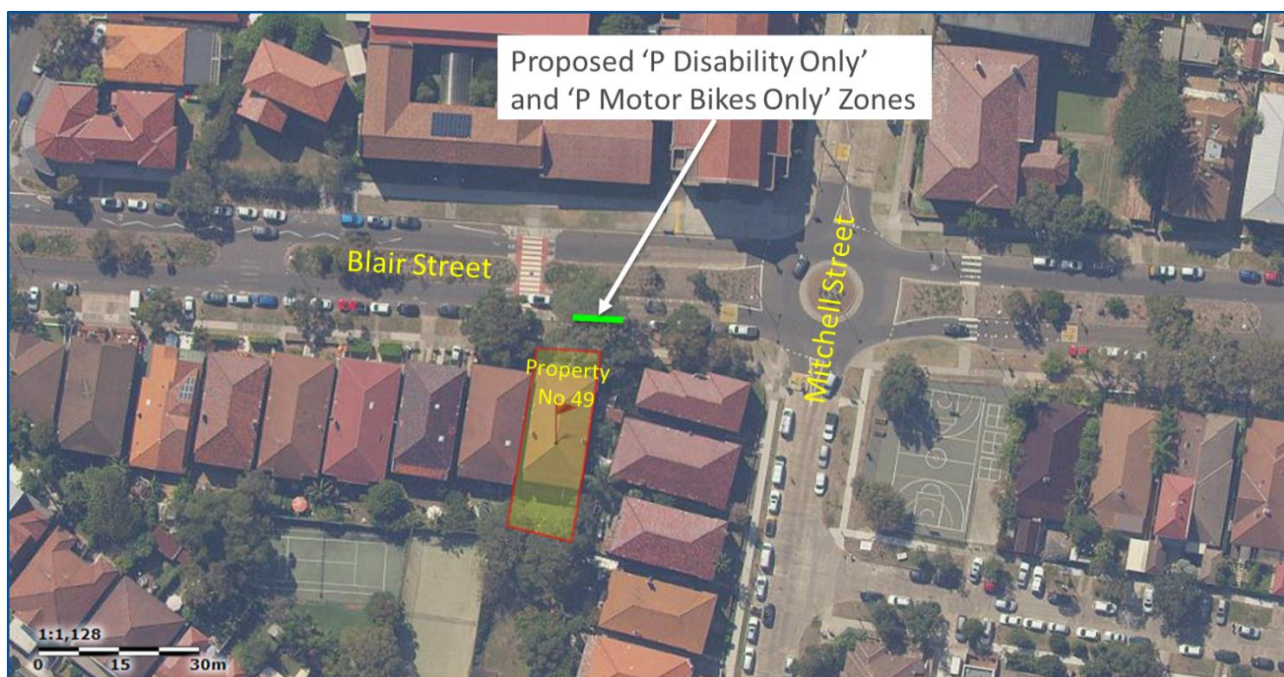 Proposed ‘P Disability Only’
and ‘P Motor Bikes Only’ Zones
Blair Street
Mitchell Street
Property
No 49
1:1,128
0 15 30m